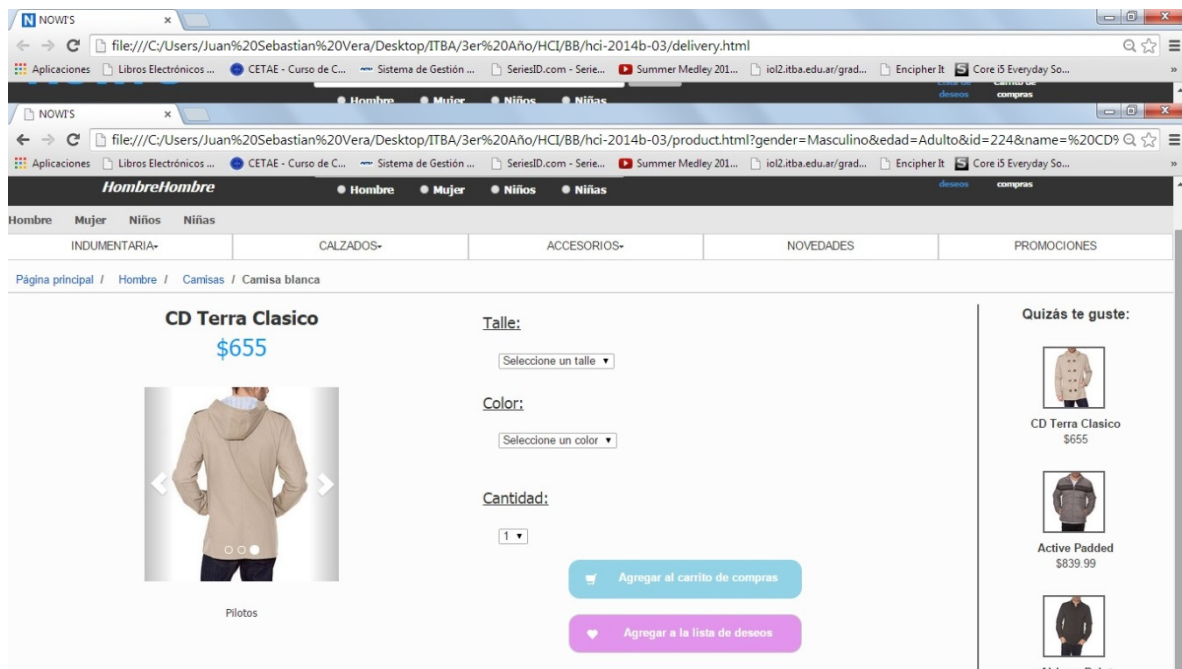 NOWI'S
file:///C:/Users/Juan%20Sebastian%20Vera/Desktop/ITBA/3er%20Año/HCI/BB/hci-2014b-03/delivery.html
Aplicaciones Libros Electrónicos ... CETAE - Curso de C... Sistema de Gestión ... SeriesID.com - Serie... Summer Medley 201... iol2.itba.edu.ar/grad... Encipher It Core i5 Everyday So... »
Hombre Mujer Niños Niñas deseos compras
NOWI'S
file:///C:/Users/Juan%20Sebastian%20Vera/Desktop/ITBA/3er%20Año/HCI/BB/hci-2014b-03/product.html?gender=Masculino&edad=Adulto&id=224&name=%20CD%
Aplicaciones Libros Electrónicos ... CETAE - Curso de C... Sistema de Gestión ... SeriesID.com - Serie... Summer Medley 201... iol2.itba.edu.ar/grad... Encipher It Core i5 Everyday So... »
HombreHombre Hombre Mujer Niños Niñas deseos compras
Hombre Mujer Niños Niñas
INDUMENTARIA CALZADOS ACCESORIOS NOVEDADES PROMOCIONES
Página principal / Hombre / Camisas / Camisa blanca
CD Terra Clasico
$655
Pilotos
Talle:
Seleccione un talle
Color:
Seleccione un color
Cantidad:
1
Agregar al carrito de compras
Agregar a la lista de deseos
Quizás te guste:
CD Terra Clasico
$655
Active Padded
$839.99